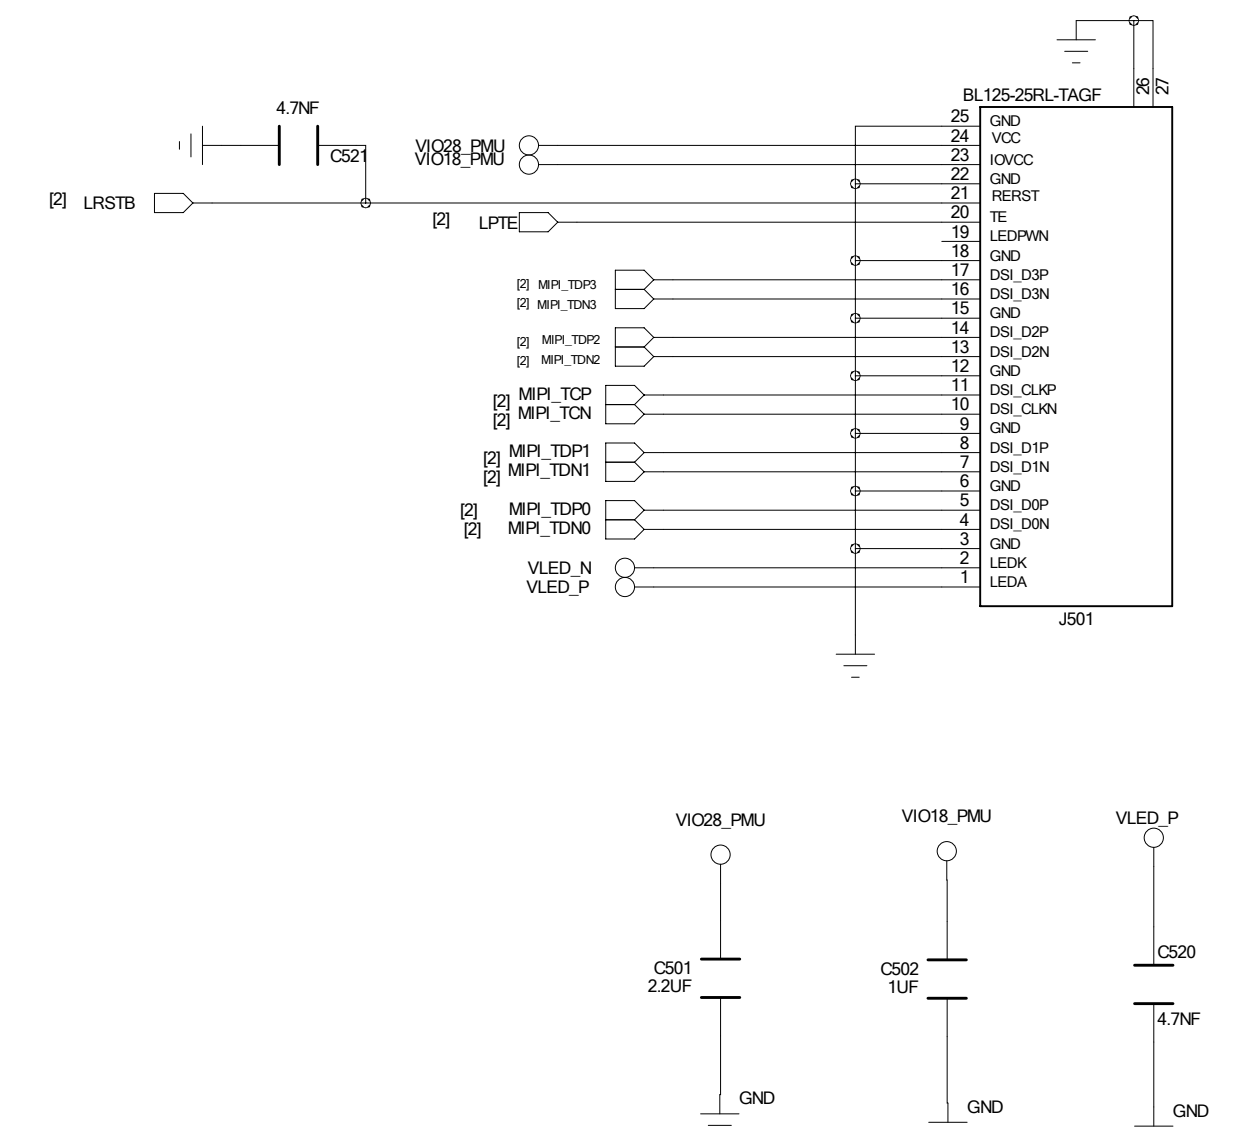 26
27
BL125-25RL-TAGF
4.7NF
C521
VIO28_PMU
VIO18_PMU
[2] LRSTB
[2] LPTE
25 GND
24 VCC
23 IOVCC
22 GND
21 RERST
20 TE
19 LEDPWN
18 GND
[2] MIPI_TDP3 17 DSI_D3P
[2] MIPI_TDN3 16 DSI_D3N
15 GND
[2] MIPI_TDP2 14 DSI_D2P
[2] MIPI_TDN2 13 DSI_D2N
12 GND
[2] MIPI_TCP 11 DSI_CLKP
[2] MIPI_TCN 10 DSI_CLKN
9 GND
[2] MIPI_TDP1 8 DSI_D1P
[2] MIPI_TDN1 7 DSI_D1N
6 GND
[2] MIPI_TDP0 5 DSI_D0P
[2] MIPI_TDN0 4 DSI_D0N
3 GND
VLED_N 2 LEDK
VLED_P 1 LEDA
J501
VIO28_PMU
C501
2.2UF
GND
VIO18_PMU
C502
1UF
GND
VLED_P
C520
4.7NF
GND